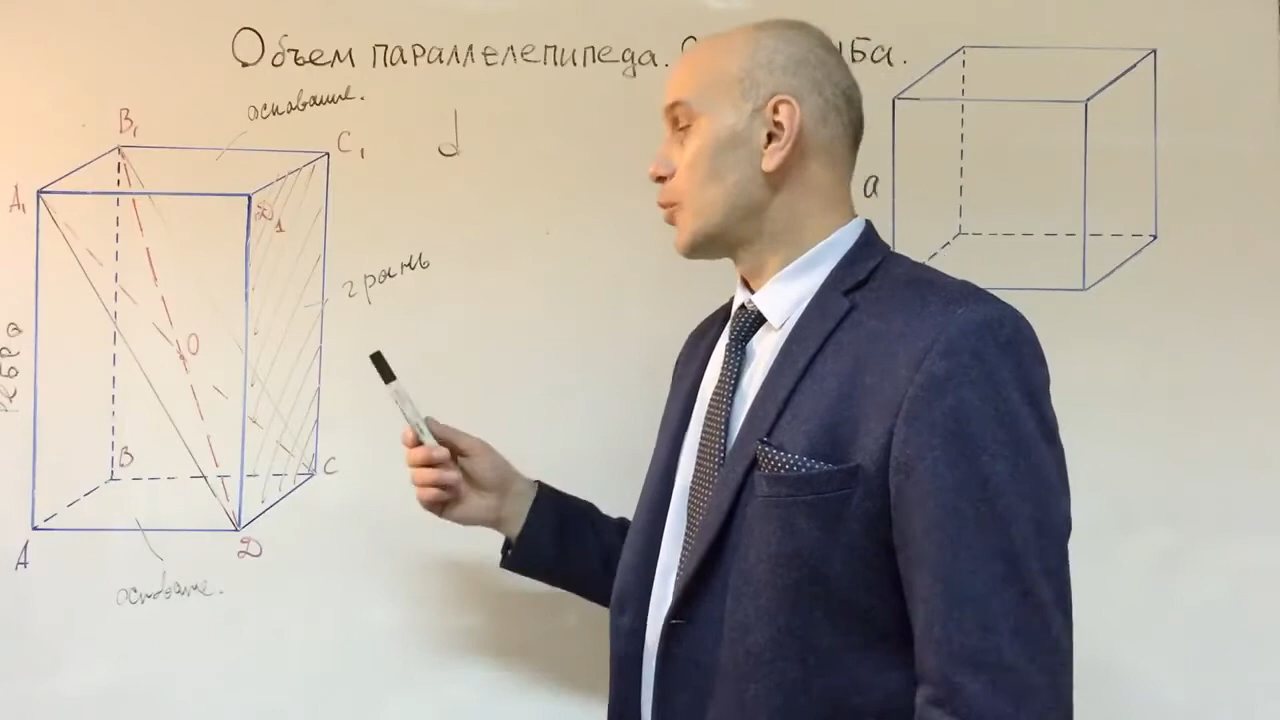 Объем параллелепипеда.
основание.
B₁
C₁
d
A₁
D₁
a
грань
O
ребро
B
C
A
D
основание.